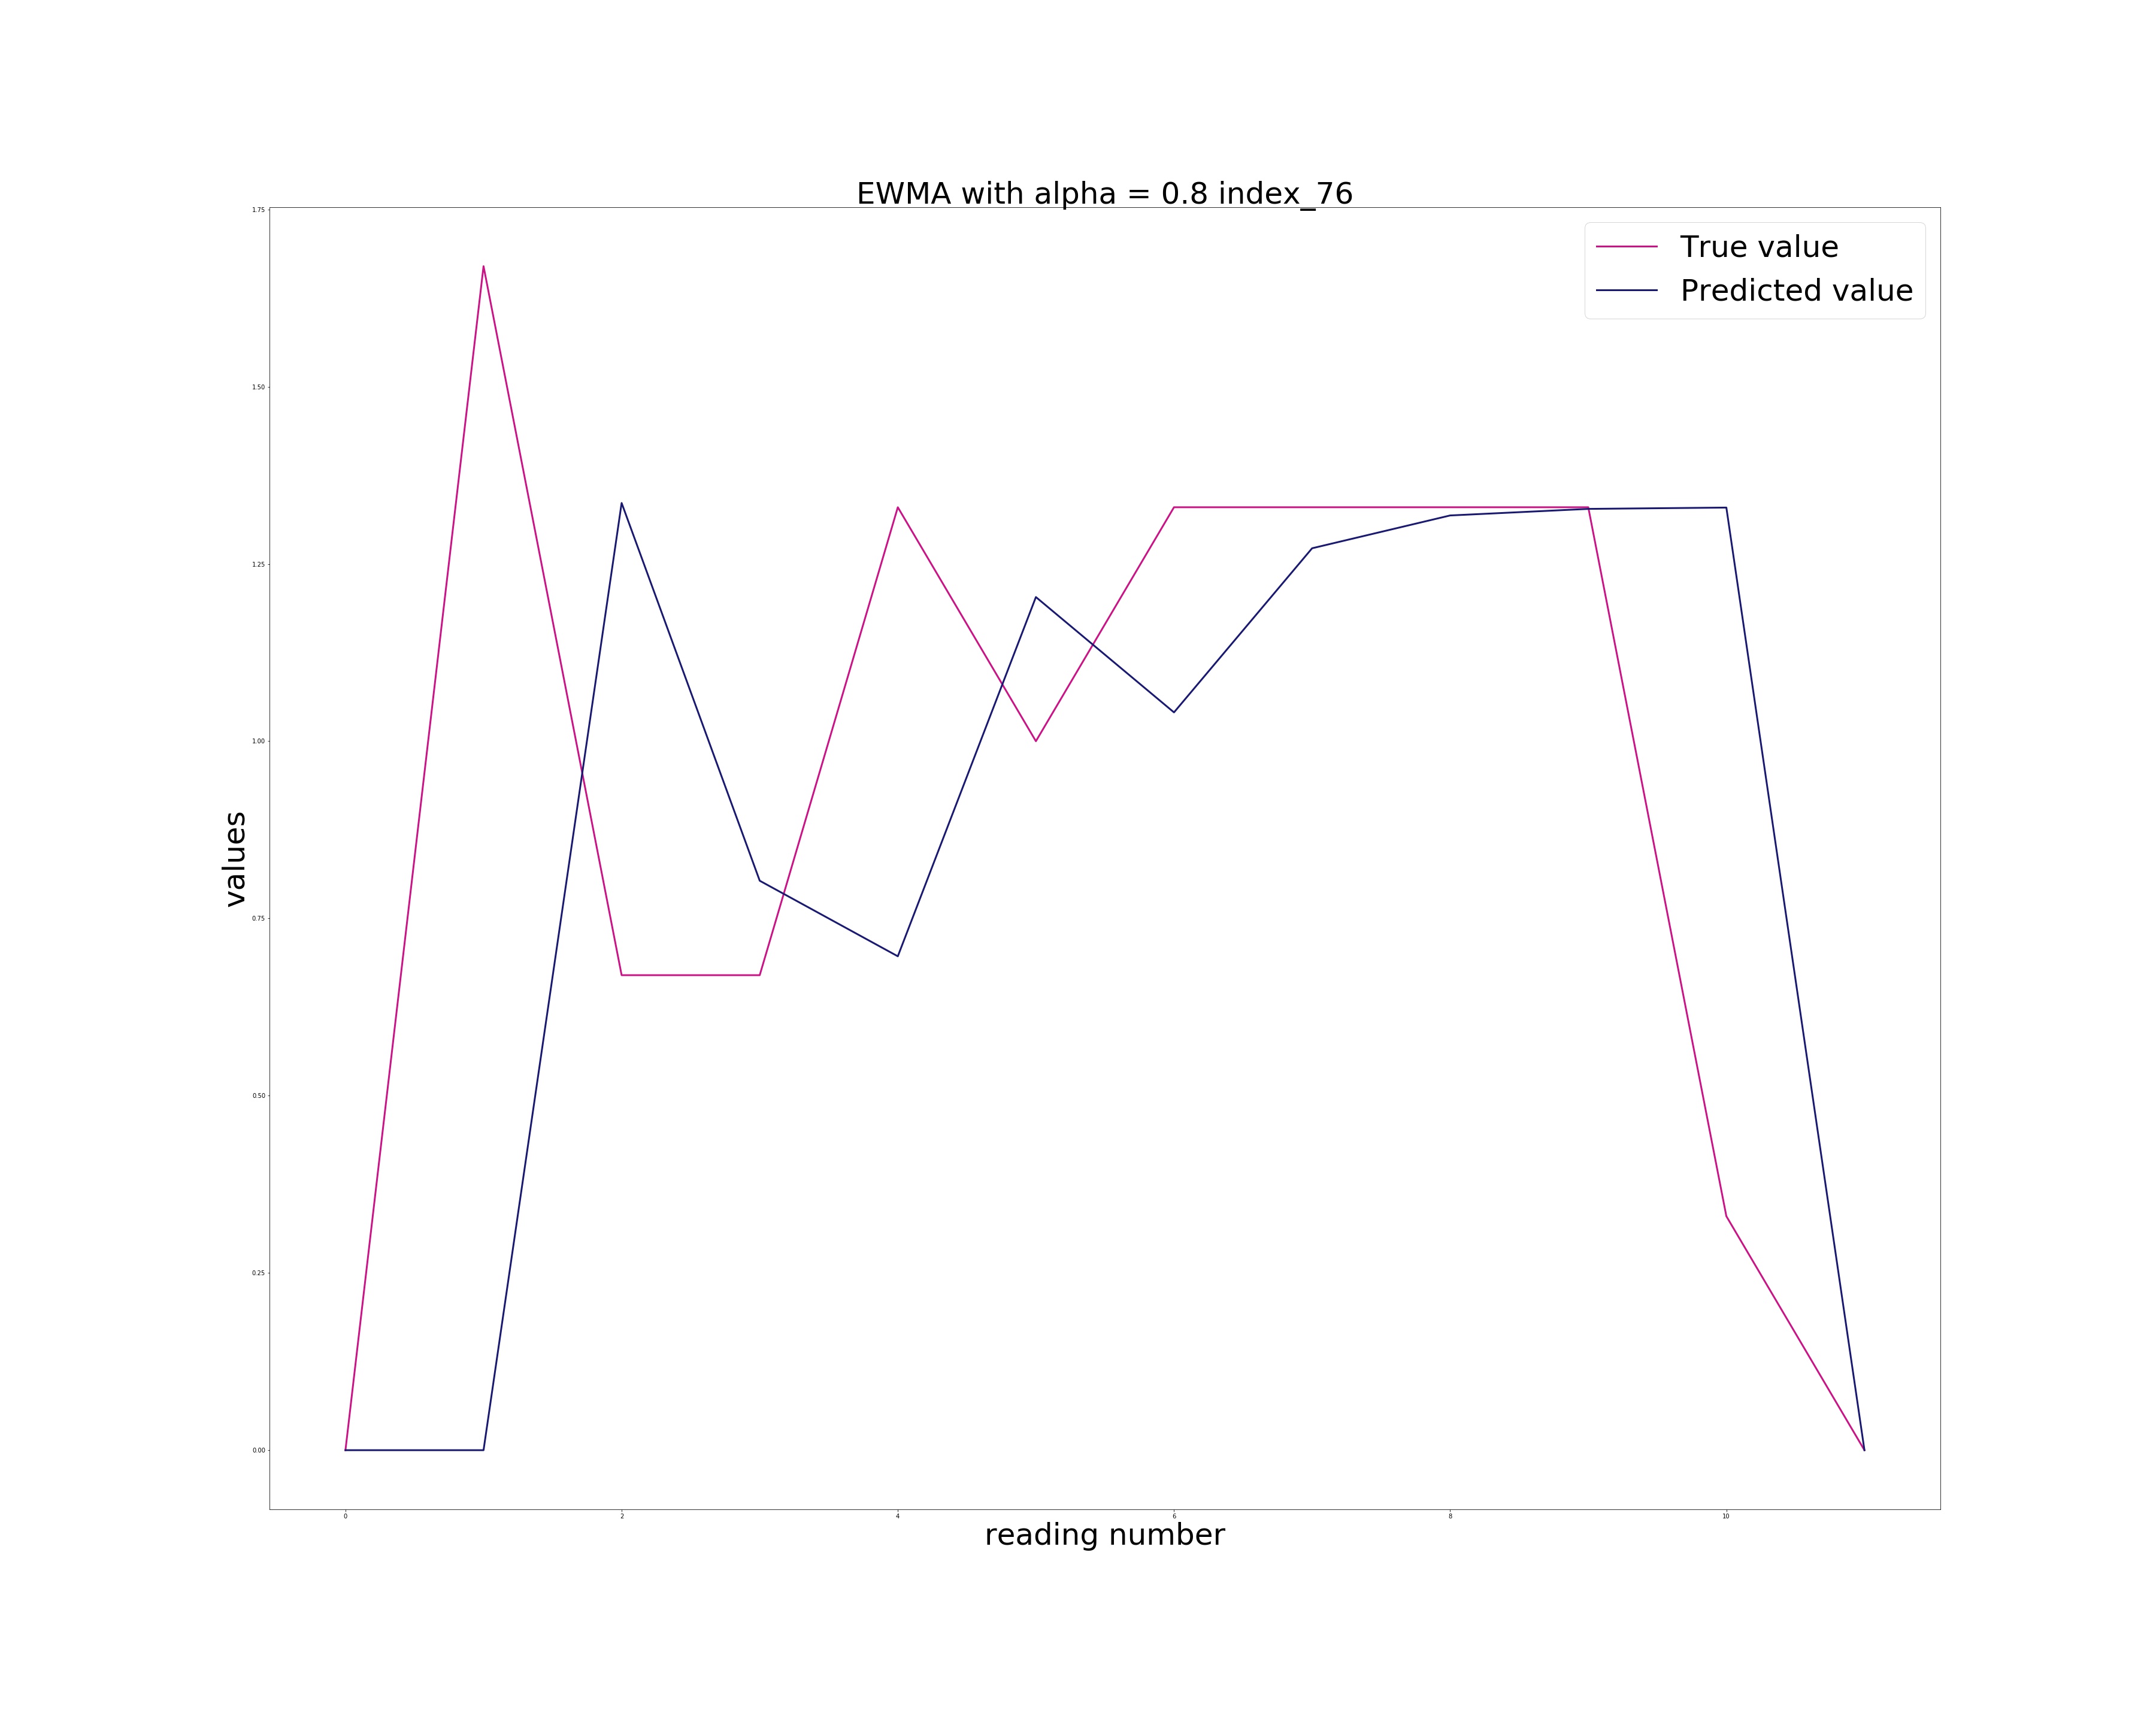 EWMA with alpha = 0.8 index_76
True value
Predicted value
1.75
1.50
1.25
1.00
0.75
0.50
0.25
0.00
values
0 2 4 6 8 10
reading number